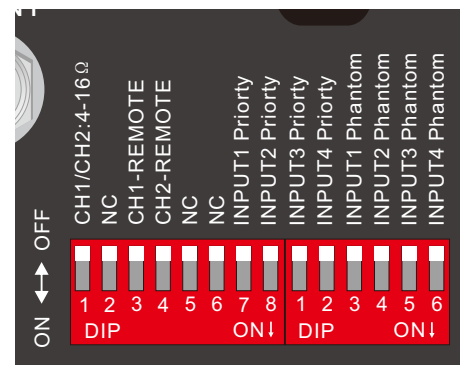 CH1/CH2:4-16Ω
NC
CH1-REMOTE
CH2-REMOTE
NC
NC
INPUT1 Priorty
INPUT2 Priorty
INPUT3 Priorty
INPUT4 Priorty
INPUT1 Phantom
INPUT2 Phantom
INPUT3 Phantom
INPUT4 Phantom
ON ↔ OFF
1 2 3 4 5 6 7 8
DIP ON↓
1 2 3 4 5 6
DIP ON↓